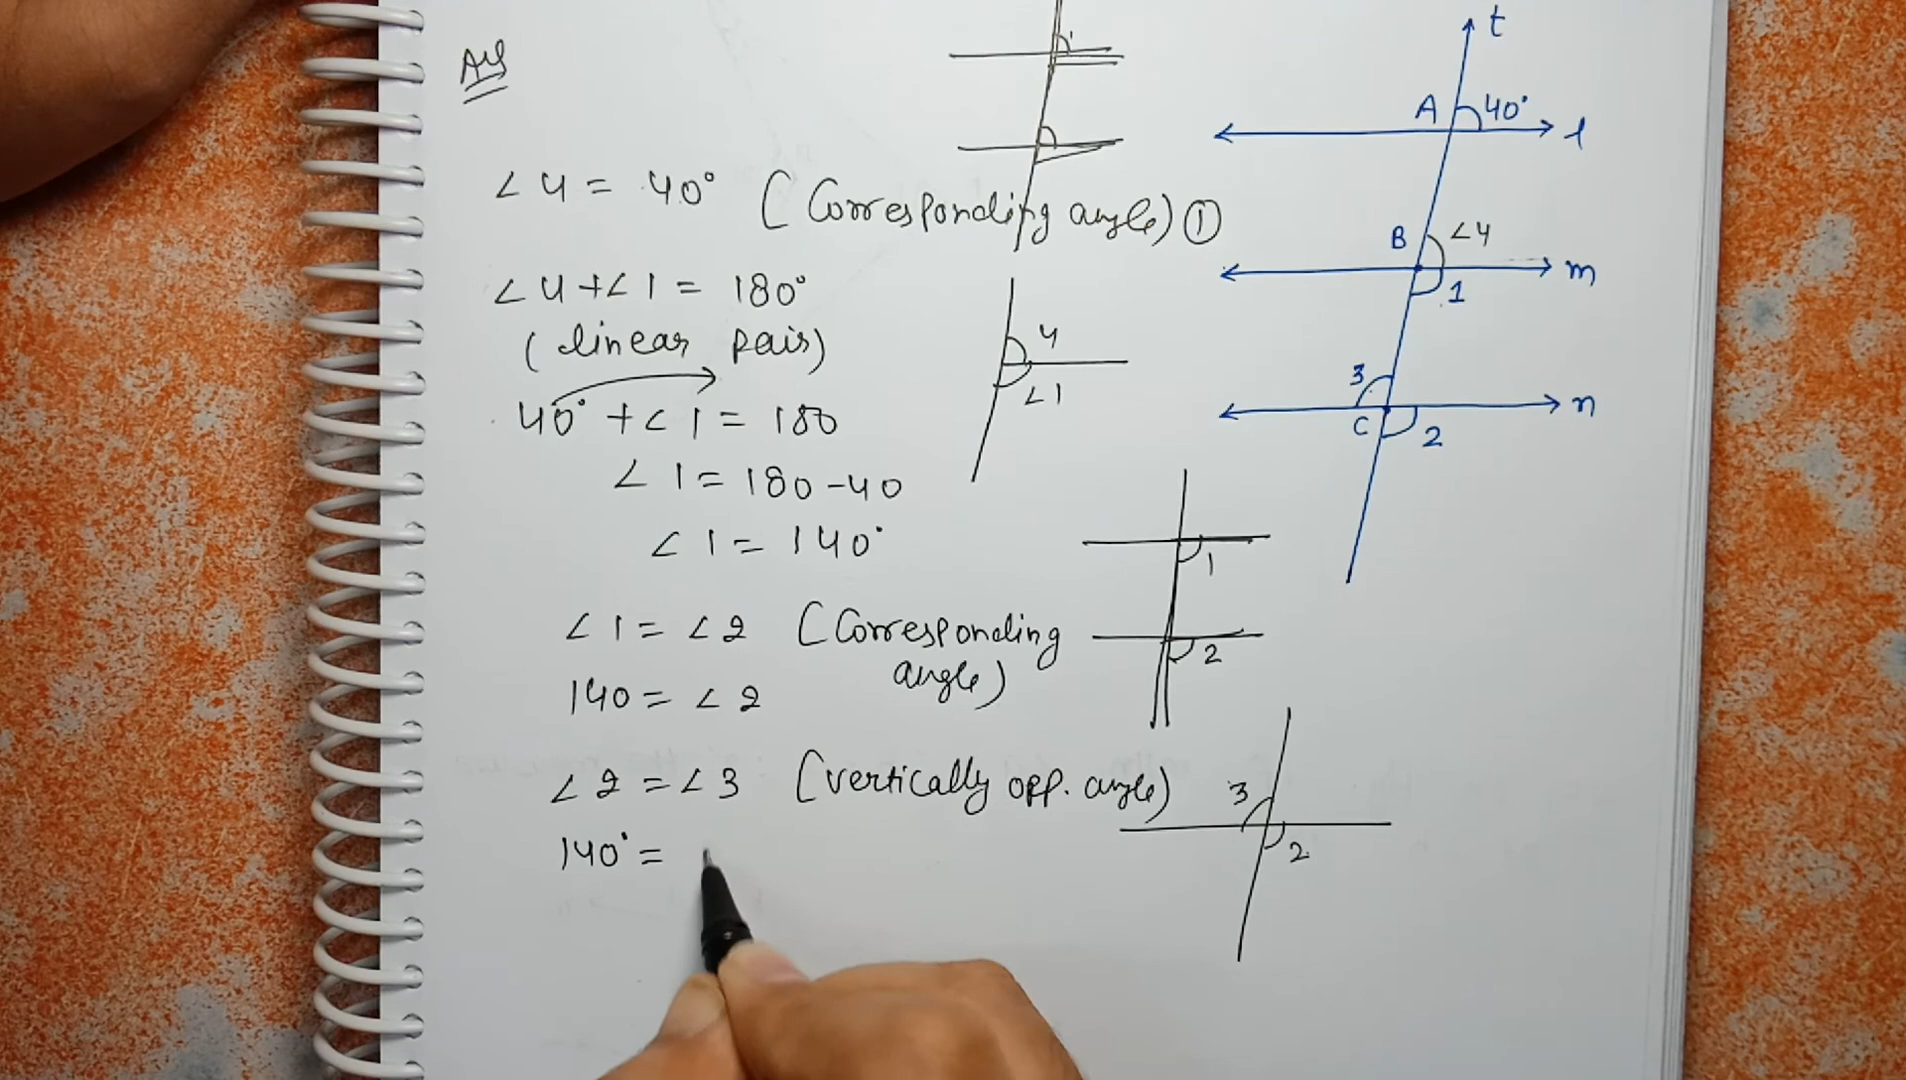 Ans
∠4 = 40° (Corresponding angle) ①
∠4 + ∠1 = 180°
(linear pair)
40° + ∠1 = 180
∠1 = 180 - 40
∠1 = 140°
∠1 = ∠2 (Corresponding
angle)
140 = ∠2
∠2 = ∠3 (vertically opp. angle)
140° =
t
A 40°
l
B ∠4
m
1
3
n
C 2
4
∠1
1
2
3
2